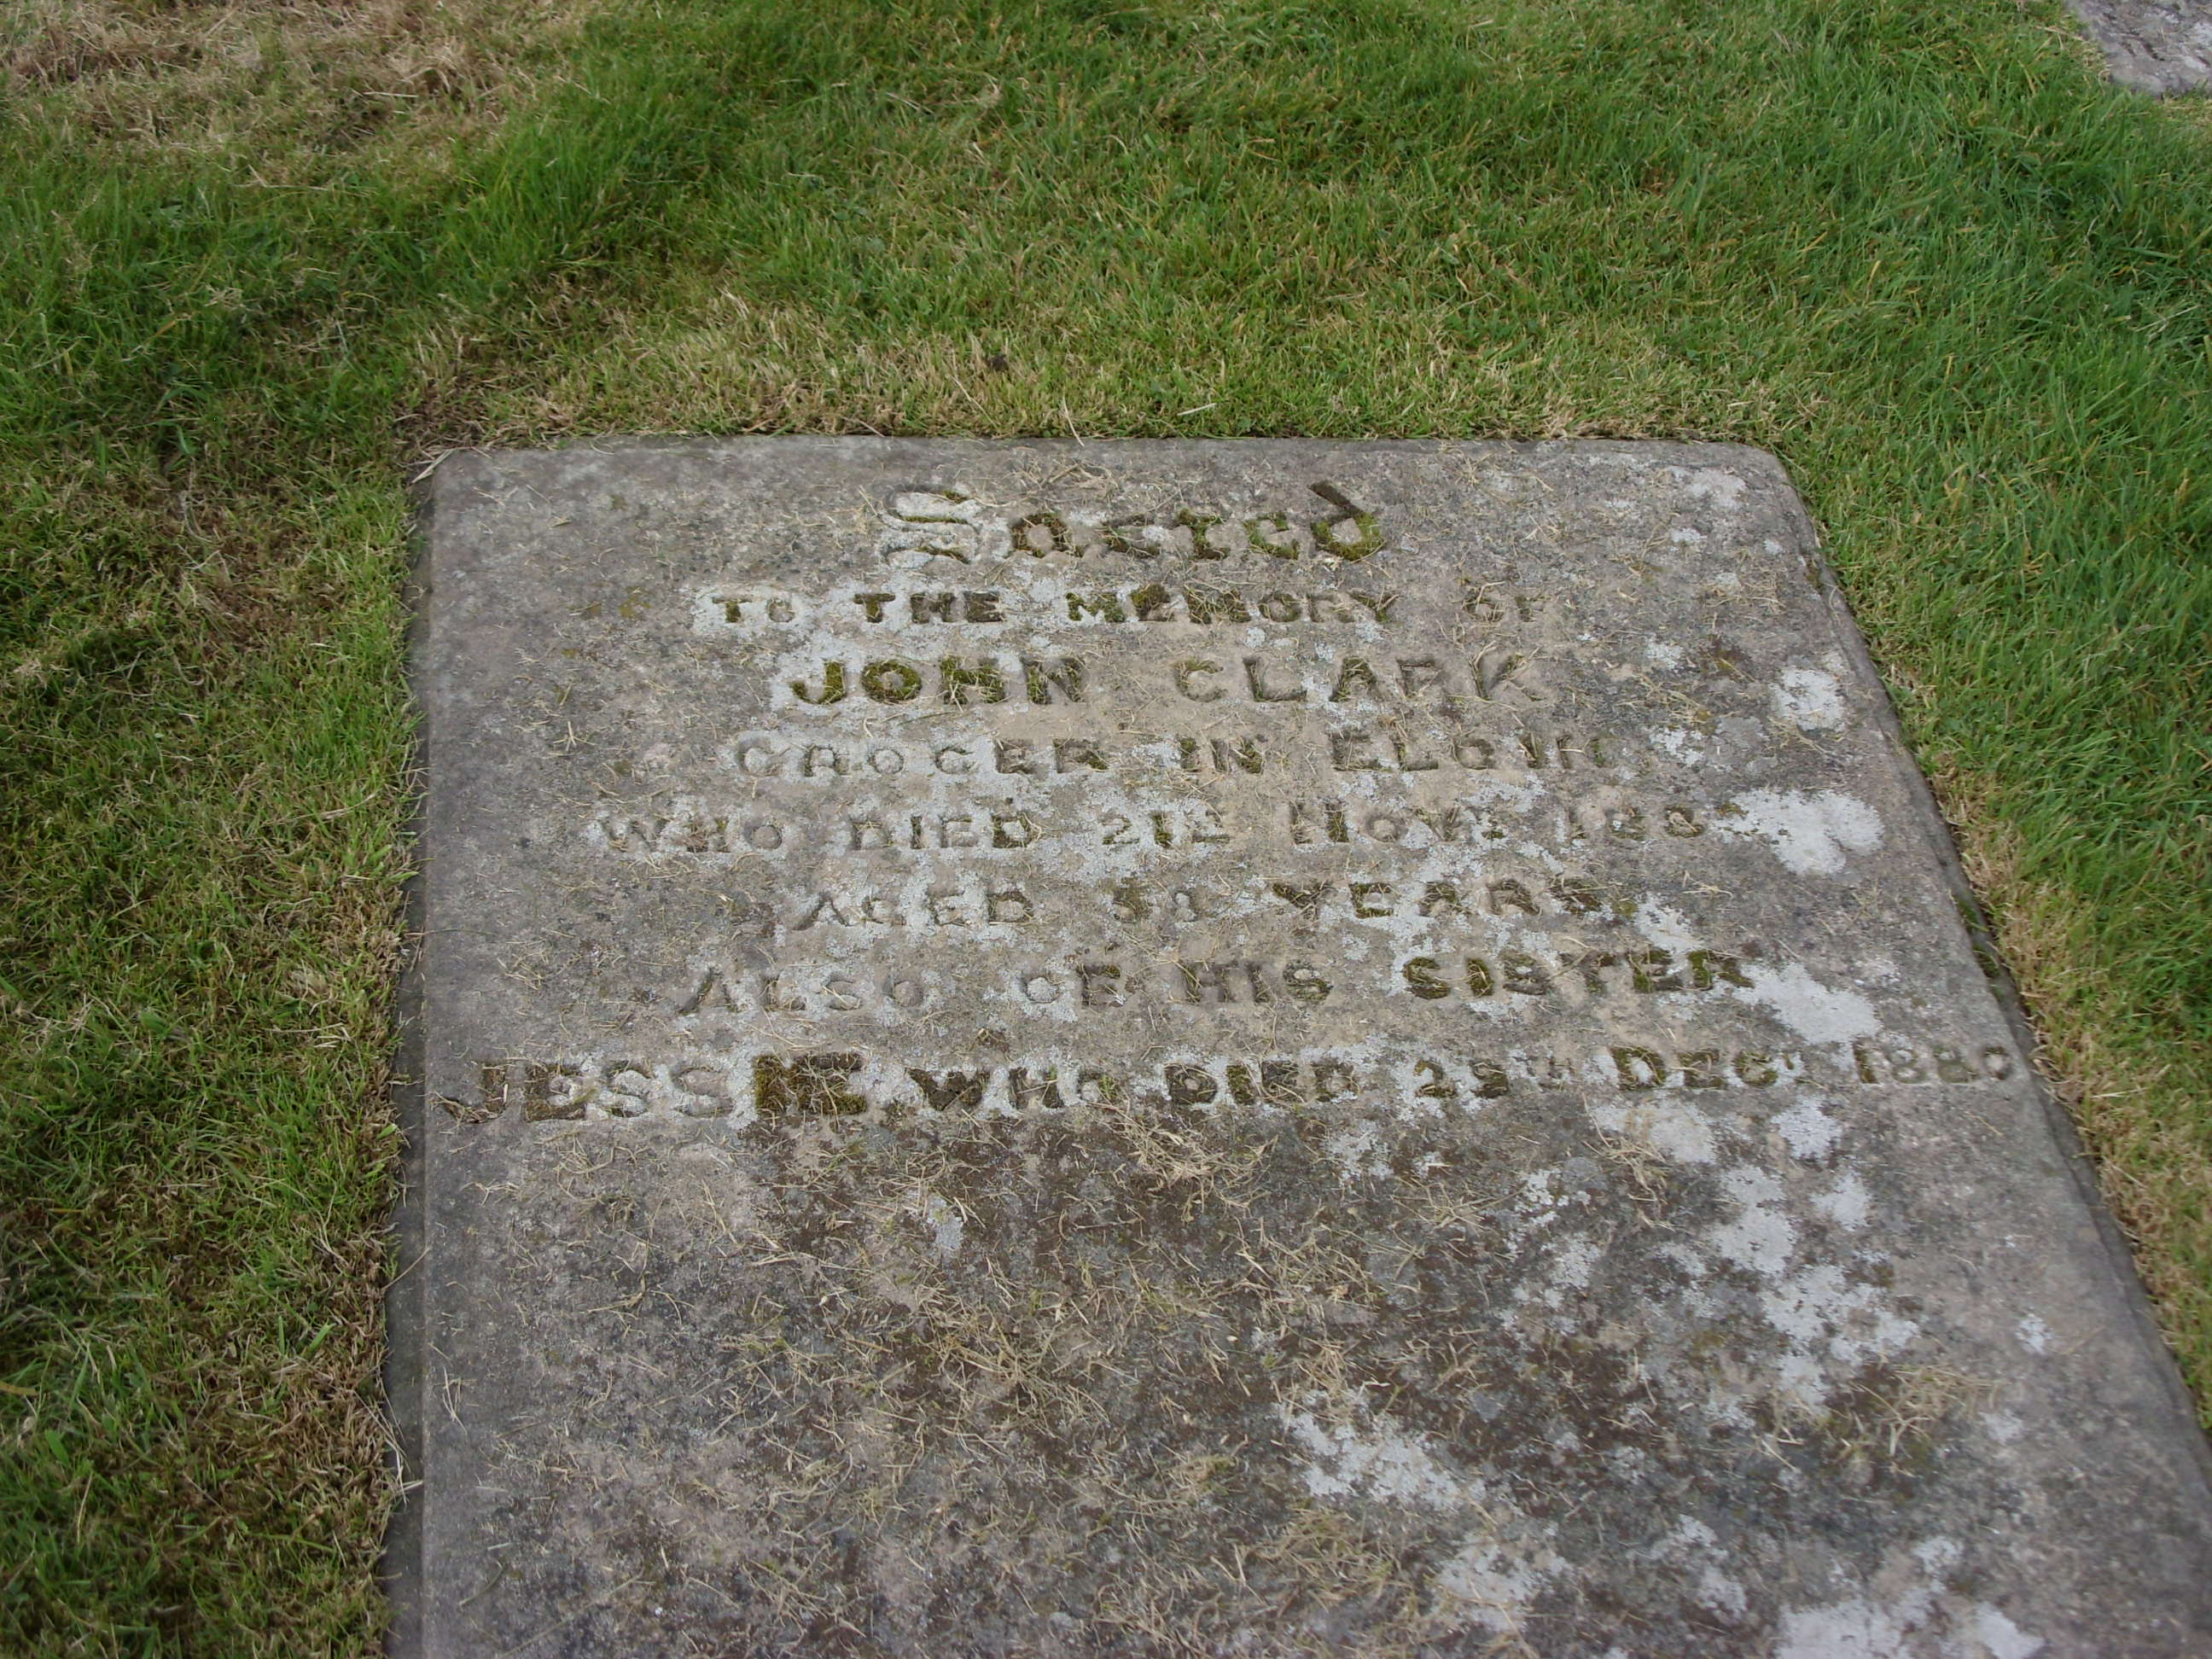 Sacred
TO THE MEMORY OF
JOHN CLARK
GROCER IN ELGIN
WHO DIED 21st Nov.
AGED YEARS.
ALSO OF HIS SISTER
JESSIE, WHO DIED 29th Decr. 1880